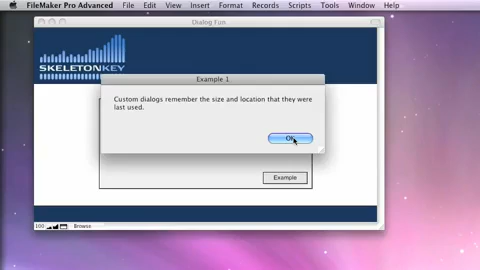 FileMaker Pro Advanced File Edit View Insert Format Records Scripts Tools Window Help
Dialog Fun
SKELETONKEY
Example 1
Custom dialogs remember the size and location that they were
last used.
OK
Example
100 Browse